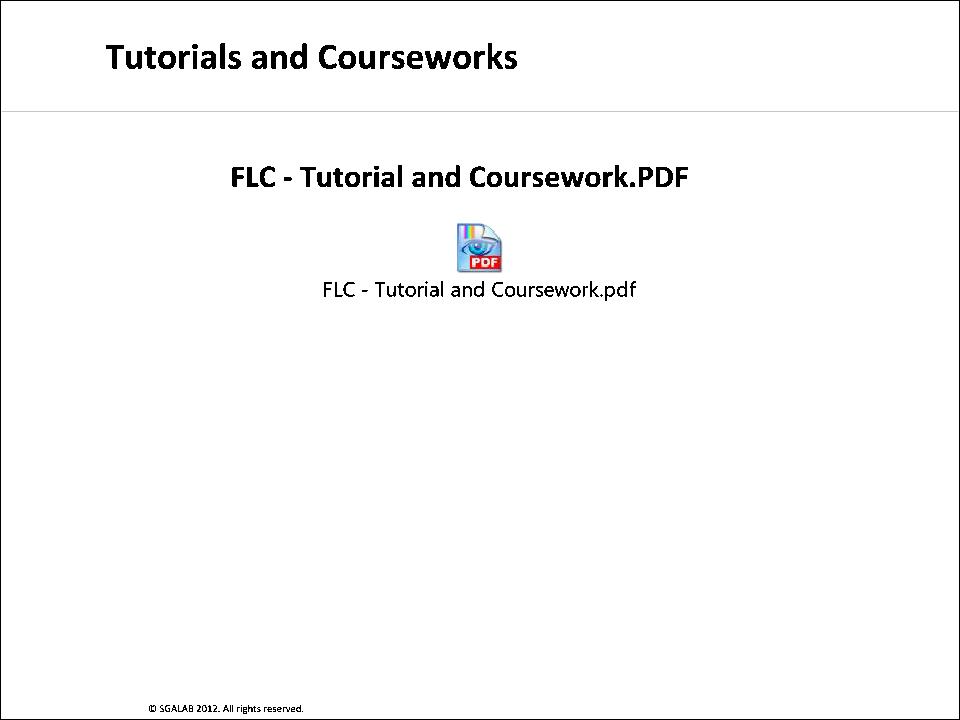 Tutorials and Courseworks
FLC - Tutorial and Coursework.PDF
PDF
FLC - Tutorial and Coursework.pdf
© SGALAB 2012. All rights reserved.